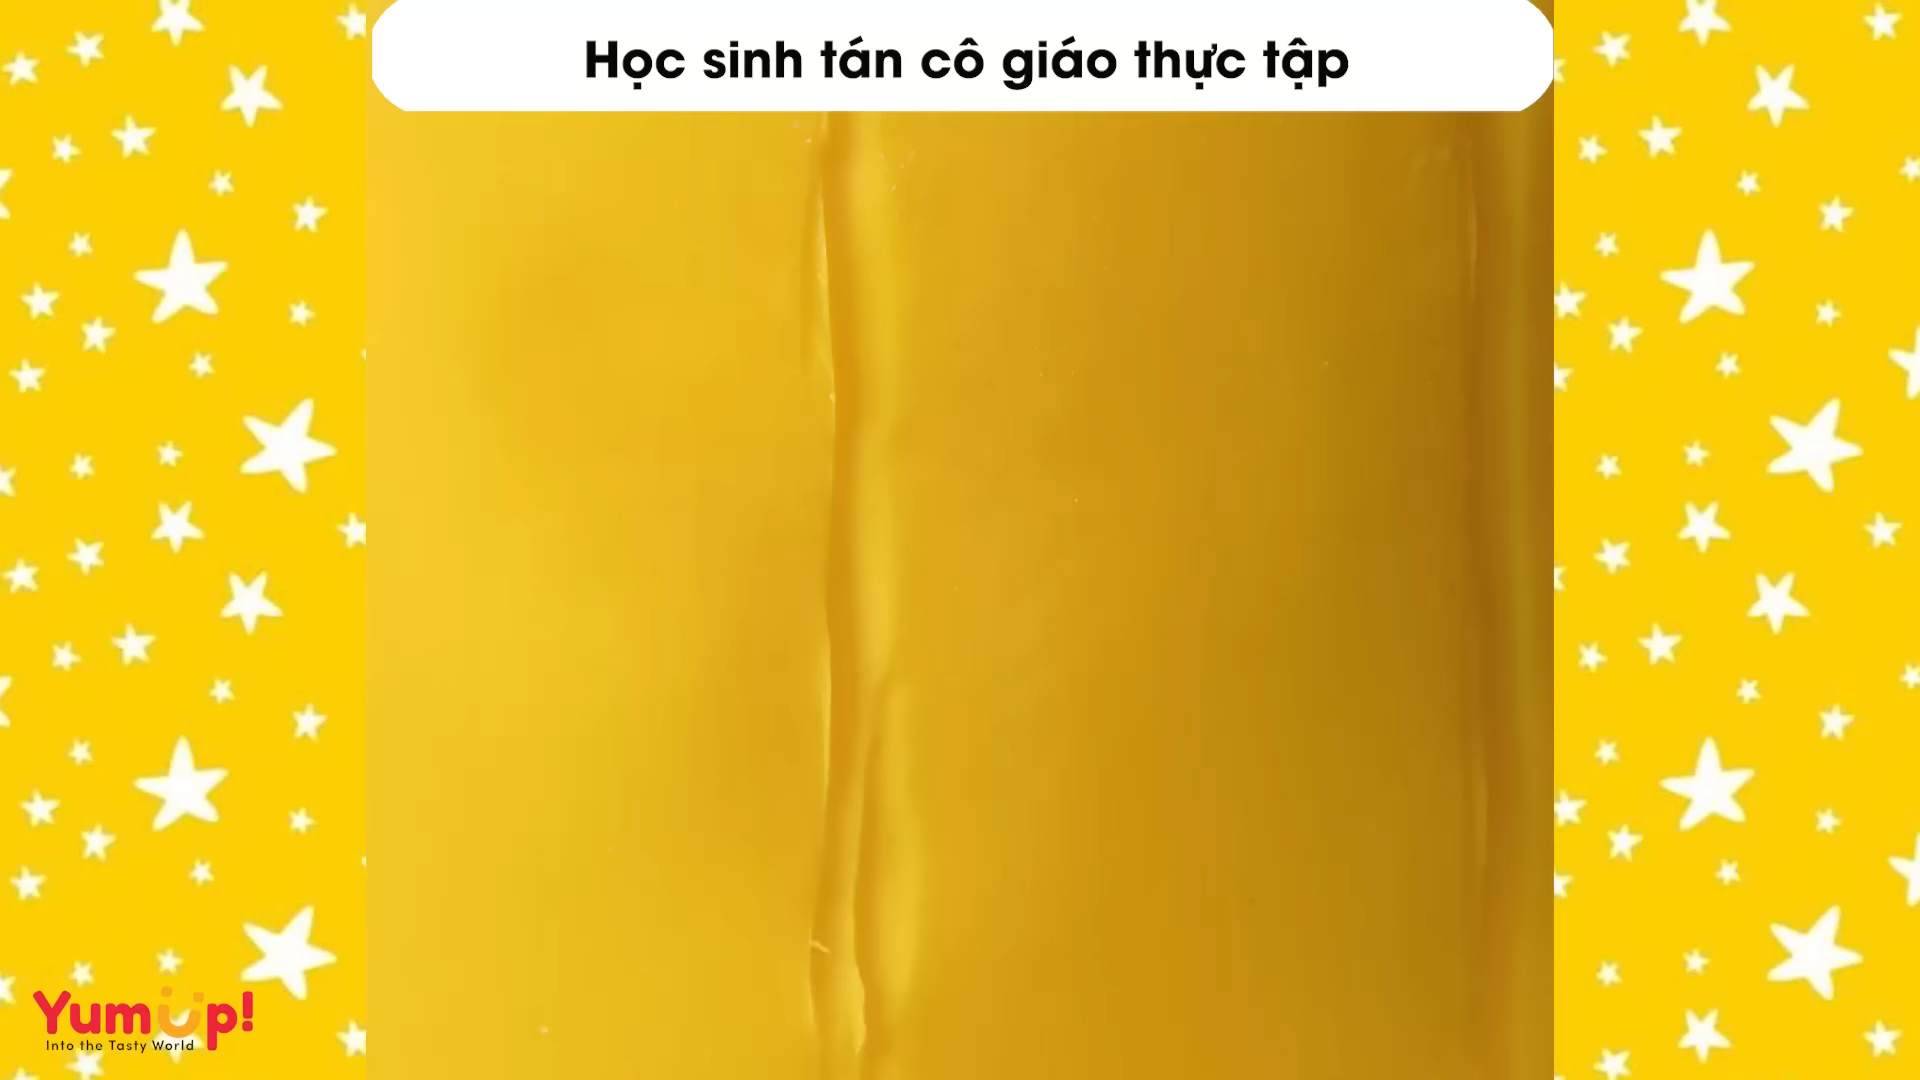 Học sinh tán cô giáo thực tập
YumUp!
Into the Tasty World